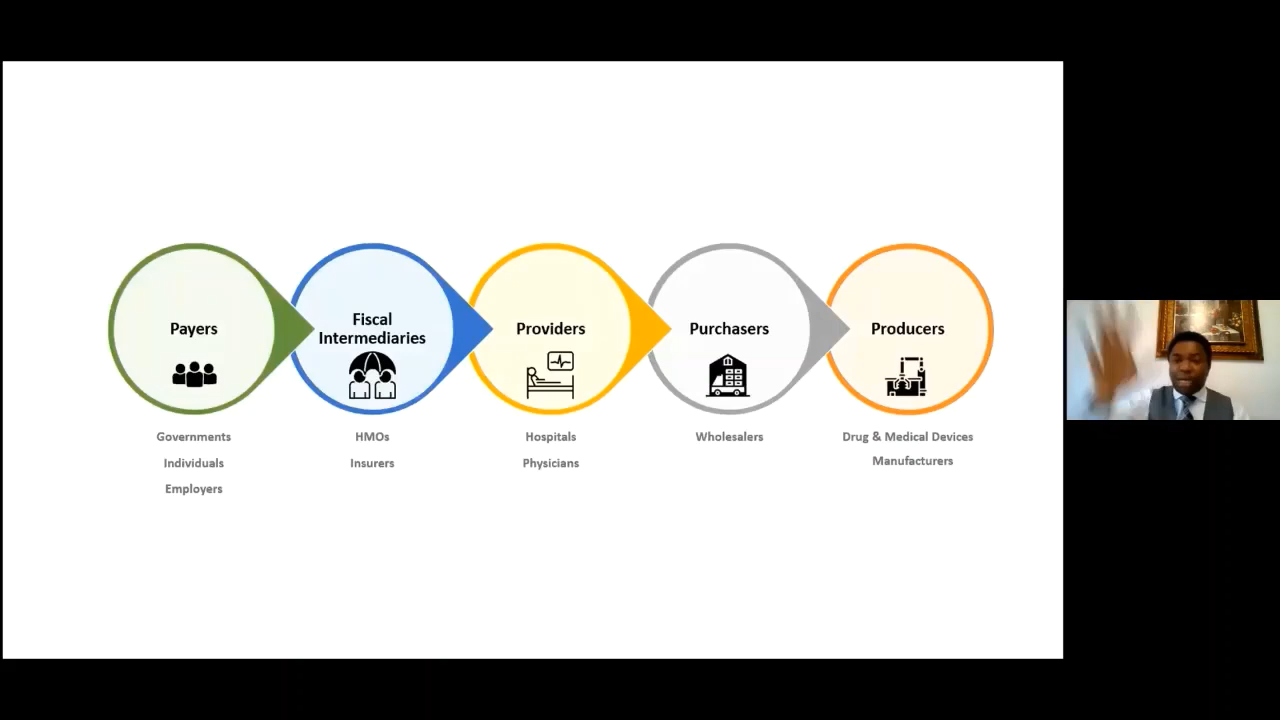 Payers
Fiscal
Intermediaries
Providers
Purchasers
Producers
Governments
Individuals
Employers
HMOs
Insurers
Hospitals
Physicians
Wholesalers
Drug & Medical Devices
Manufacturers